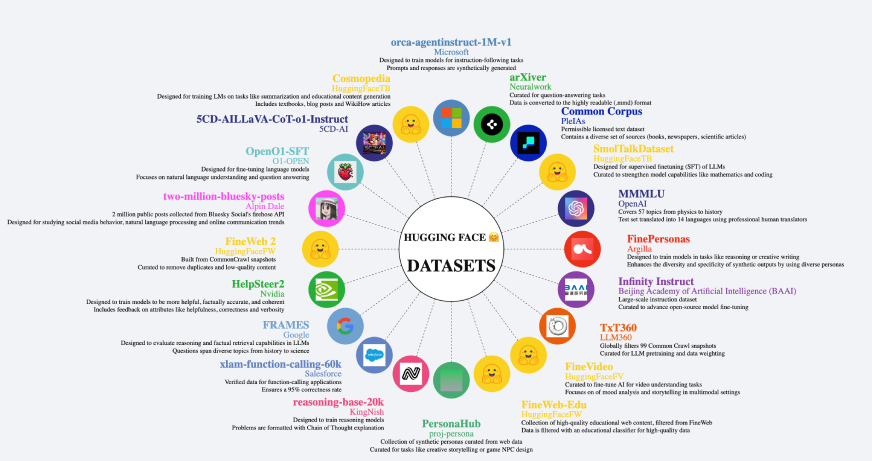 orca-agentinstruct-1M-v1
Microsoft
Designed to train models for instruction-following tasks
Prompts and responses are synthetically generated
arXiver
Neuralwork
Curated for question-answering tasks
Data is converted to the highly readable (.mmd) format
Common Corpus
PleIAs
Permissible licensed text dataset
Contains a diverse set of sources (books, newspapers, scientific articles)
SmolTalkDataset
HuggingFaceTB
Designed for supervised finetuning (SFT) of LLMs
Curated to strengthen model capabilities like mathematics and coding
MMMLU
OpenAI
Covers 57 topics from physics to history
Test set translated into 14 languages using professional human translators
FinePersonas
Argilla
Designed to train models in tasks like reasoning or creative writing
Enhances the diversity and specificity of synthetic outputs by using diverse personas
Infinity Instruct
Beijing Academy of Artificial Intelligence (BAAI)
Large-scale instruction dataset
Curated to advance open-source model fine-tuning
TxT360
LLM360
Globally filters 99 Common Crawl snapshots
Curated for LLM pretraining and data weighting
FineVideo
HuggingFaceFV
Curated to fine-tune AI for video understanding tasks
Focuses on mood analysis and storytelling in multimodal settings
FineWeb-Edu
HuggingFaceFW
Collection of high-quality educational web content, filtered from FineWeb
Data is filtered with an educational classifier for high-quality data
PersonaHub
proj-persona
Collection of synthetic personas curated from web data
Curated for tasks like creative storytelling or game NPC design
reasoning-base-20k
KingNish
Designed to train reasoning models
Problems are formatted with Chain of Thought explanation
xlam-function-calling-60k
Salesforce
Verified data for function-calling applications
Ensures a 95% correctness rate
FRAMES
Google
Designed to evaluate reasoning and factual retrieval capabilities in LLMs
Questions span diverse topics from history to science
HelpSteer2
Nvidia
Designed to train models to be more helpful, factually accurate, and coherent
Includes feedback on attributes like helpfulness, correctness and verbosity
FineWeb 2
HuggingFaceFW
Built from CommonCrawl snapshots
Curated to remove duplicates and low-quality content
two-million-bluesky-posts
Alpin Dale
2 million public posts collected from Bluesky Social's firehose API
Designed for studying social media behavior, natural language processing and online communication trends
OpenO1-SFT
O1-OPEN
Designed for fine-tuning language models
Focuses on natural language understanding and question answering
5CD-AILLaVA-CoT-o1-Instruct
5CD-AI
Cosmopedia
HuggingFaceTB
Designed for training LMs on tasks like summarization and educational content generation
Includes textbooks, blog posts and WikiHow articles
HUGGING FACE 🤗
DATASETS
BAAI
salesforce